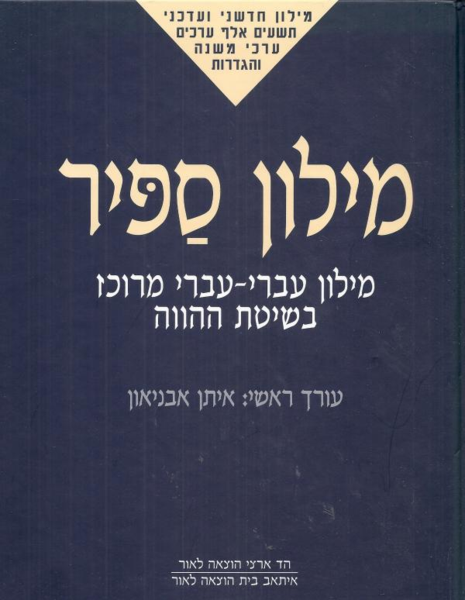 מילון חדשני ועדכני
תשעים אלף ערכים
ערכי משנה
והגדרות
מילון סַפִּיר
מילון עברי-עברי מרוכז
בשיטת ההווה
עורך ראשי: איתן אבניאון
הד ארצי הוצאה לאור
איתאב בית הוצאה לאור